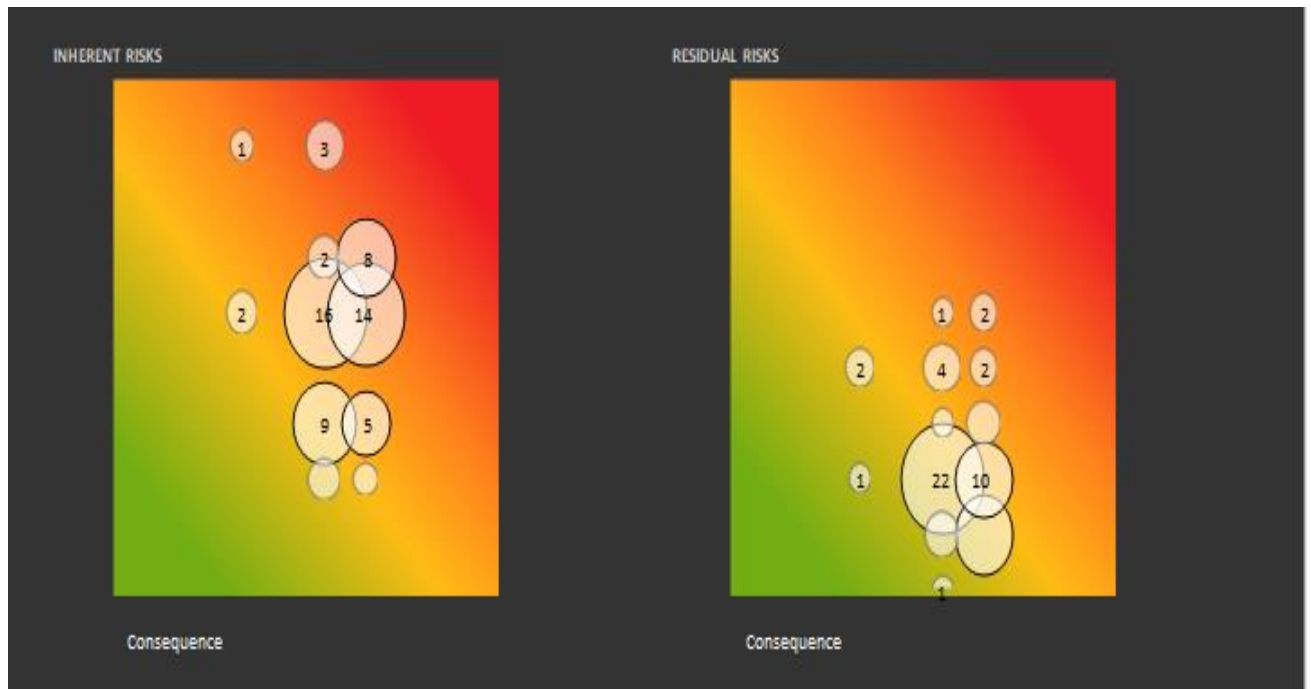 INHERENT RISKS
RESIDUAL RISKS
1 3
2 8
2 16 14
9 5
1 2
2 4 2
1 22 10
1
Consequence
Consequence